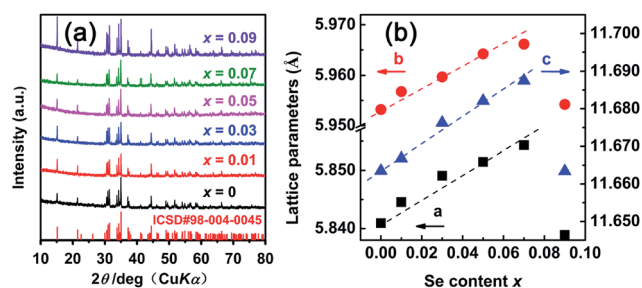 (a)
Intensity (a.u.)
x = 0.09
x = 0.07
x = 0.05
x = 0.03
x = 0.01
x = 0
ICSD#98-004-0045
10 20 30 40 50 60 70 80
2θ/deg（CuKα）
(b)
Lattice parameters (Å)
5.970
5.960
5.950
5.850
5.840
b
c
a
11.700
11.690
11.680
11.670
11.660
11.650
0.00 0.02 0.04 0.06 0.08 0.10
Se content x